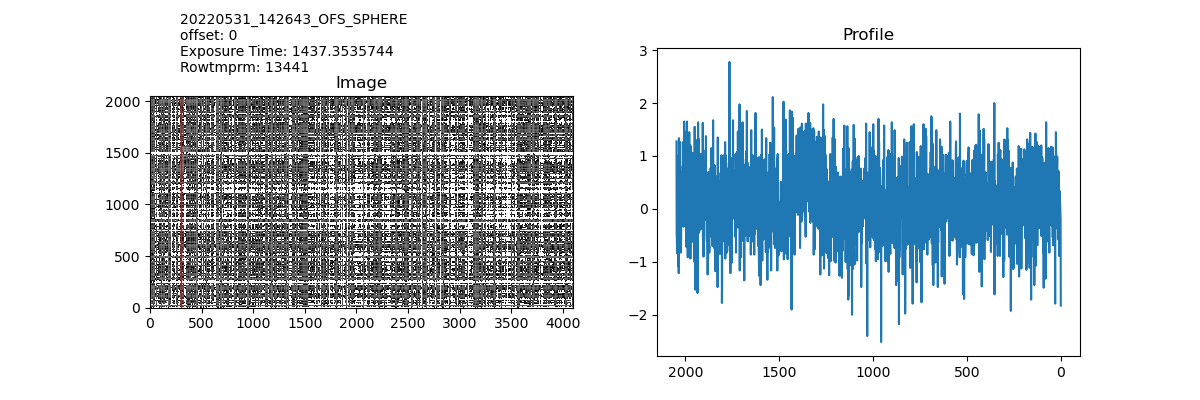 20220531_142643_OFS_SPHERE
offset: 0
Exposure Time: 1437.3535744
Rowtmprm: 13441
Image
2000
1500
1000
500
0
0 500 1000 1500 2000 2500 3000 3500 4000
Profile
3
2
1
0
−1
−2
2000 1500 1000 500 0